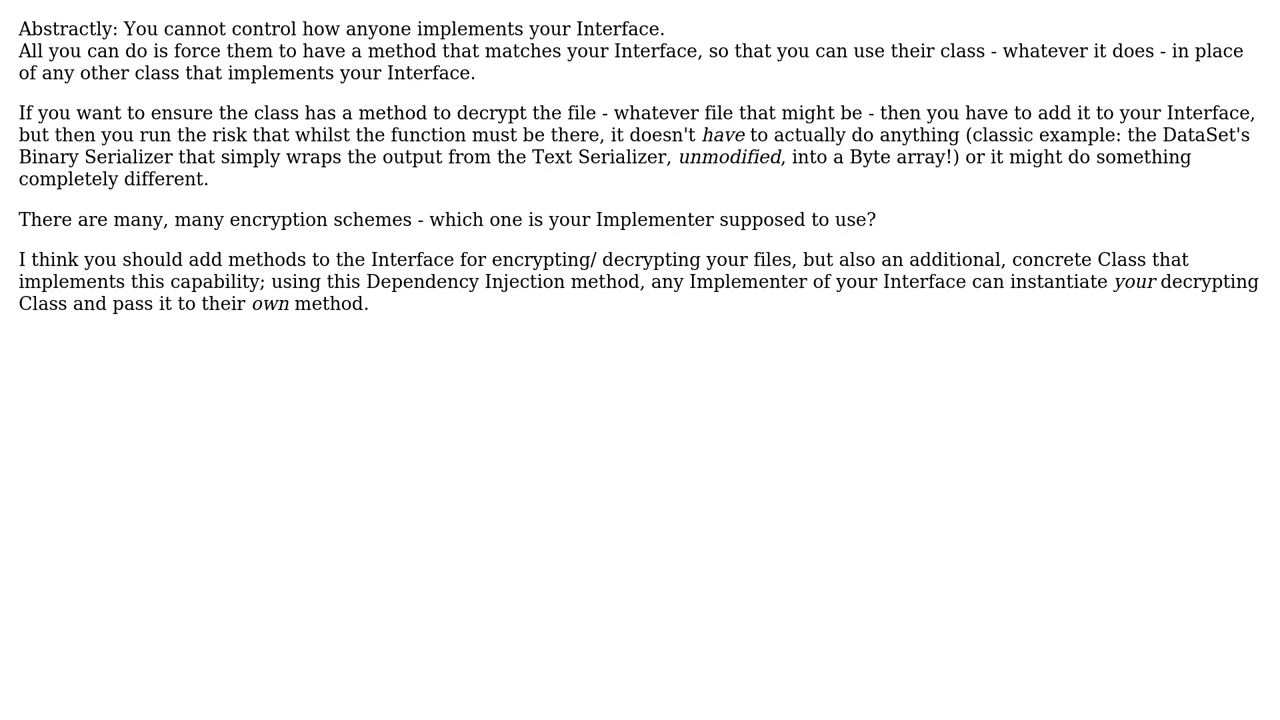 Abstractly: You cannot control how anyone implements your Interface.
All you can do is force them to have a method that matches your Interface, so that you can use their class - whatever it does - in place
of any other class that implements your Interface.
If you want to ensure the class has a method to decrypt the file - whatever file that might be - then you have to add it to your Interface,
but then you run the risk that whilst the function must be there, it doesn't have to actually do anything (classic example: the DataSet's
Binary Serializer that simply wraps the output from the Text Serializer, unmodified, into a Byte array!) or it might do something
completely different.
There are many, many encryption schemes - which one is your Implementer supposed to use?
I think you should add methods to the Interface for encrypting/ decrypting your files, but also an additional, concrete Class that
implements this capability; using this Dependency Injection method, any Implementer of your Interface can instantiate your decrypting
Class and pass it to their own method.